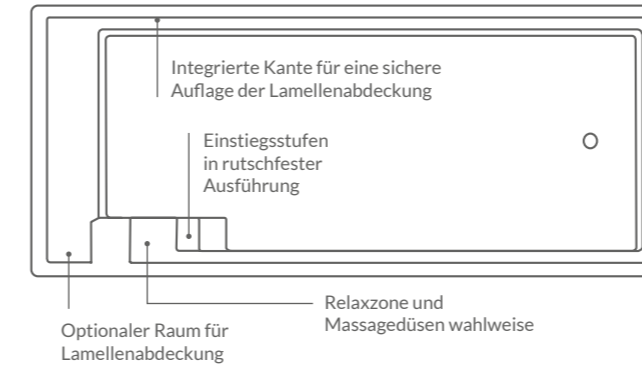 Integrierte Kante für eine sichere
Auflage der Lamellenabdeckung
Einstiegsstufen
in rutschfester
Ausführung
Relaxzone und
Massagedüsen wahlweise
Optionaler Raum für
Lamellenabdeckung